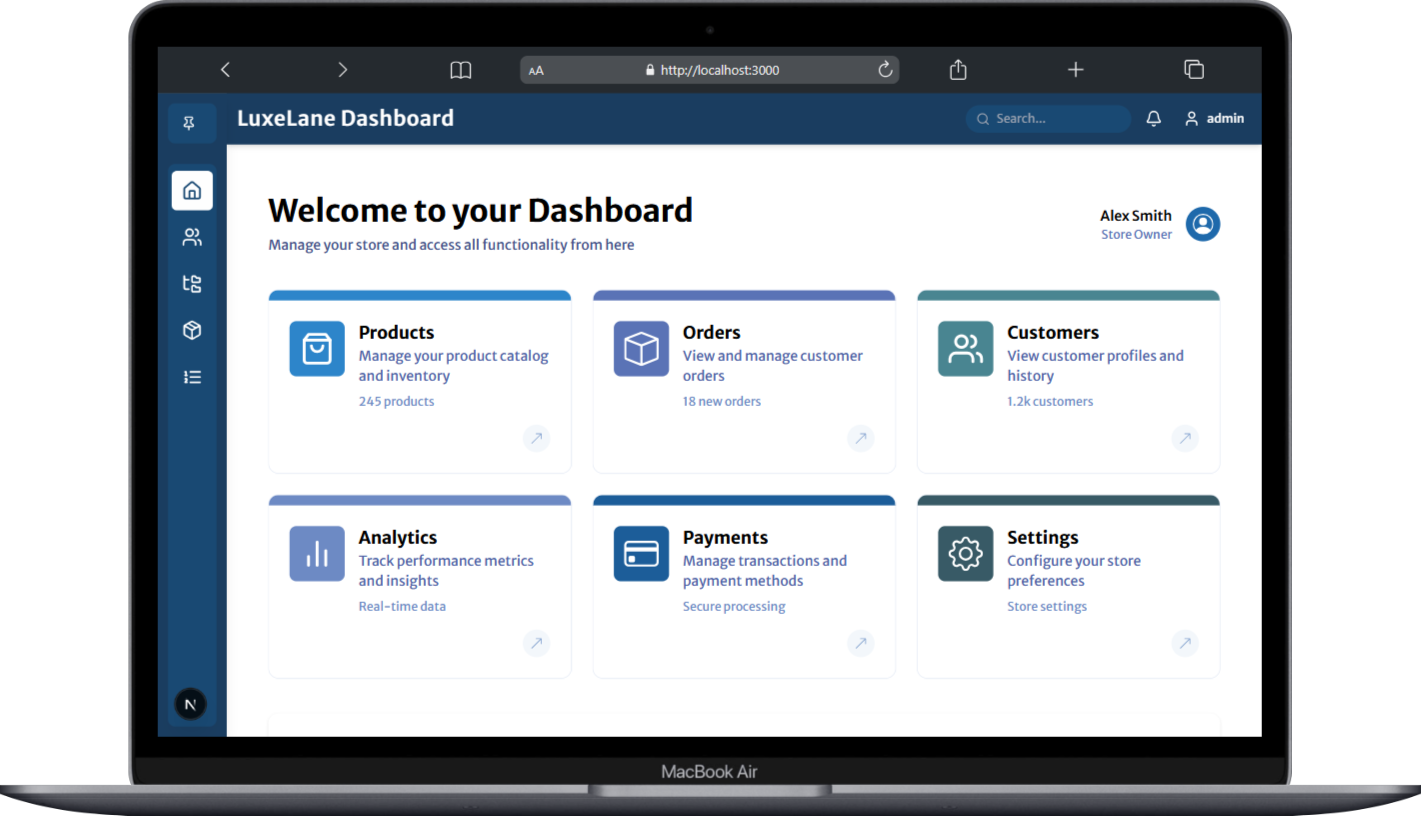 AA
http://localhost:3000
LuxeLane Dashboard
Search...
admin
Welcome to your Dashboard
Manage your store and access all functionality from here
Alex Smith
Store Owner
Products
Manage your product catalog
and inventory
245 products
Orders
View and manage customer
orders
18 new orders
Customers
View customer profiles and
history
1.2k customers
Analytics
Track performance metrics
and insights
Real-time data
Payments
Manage transactions and
payment methods
Secure processing
Settings
Configure your store
preferences
Store settings
N
MacBook Air